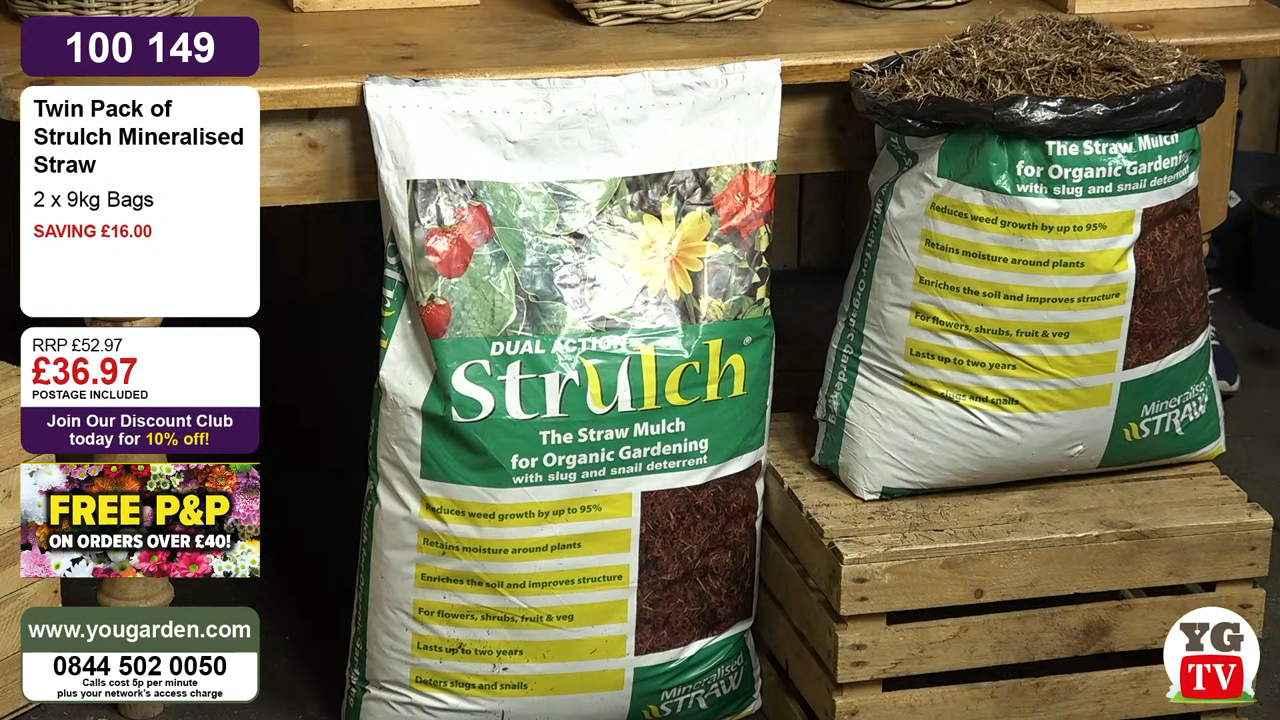 100 149
Twin Pack of
Strulch Mineralised
Straw
2 x 9kg Bags
SAVING £16.00
RRP £52.97
£36.97
POSTAGE INCLUDED
Join Our Discount Club
today for 10% off!
FREE P&P
ON ORDERS OVER £40!
www.yougarden.com
0844 502 0050
Calls cost 5p per minute
plus your network's access charge
DUAL ACTION
Strulch®
The Straw Mulch
for Organic Gardening
with slug and snail deterrent
Reduces weed growth by up to 95%
Retains moisture around plants
Enriches the soil and improves structure
For flowers, shrubs, fruit & veg
Lasts up to two years
Deters slugs and snails
Mineralised
STRAW
The Straw Mulch
for Organic Gardening
with slug and snail deterrent
Reduces weed growth by up to 95%
Retains moisture around plants
Enriches the soil and improves structure
For flowers, shrubs, fruit & veg
Lasts up to two years
slugs and snails
Mineralised
STRAW
YG
TV